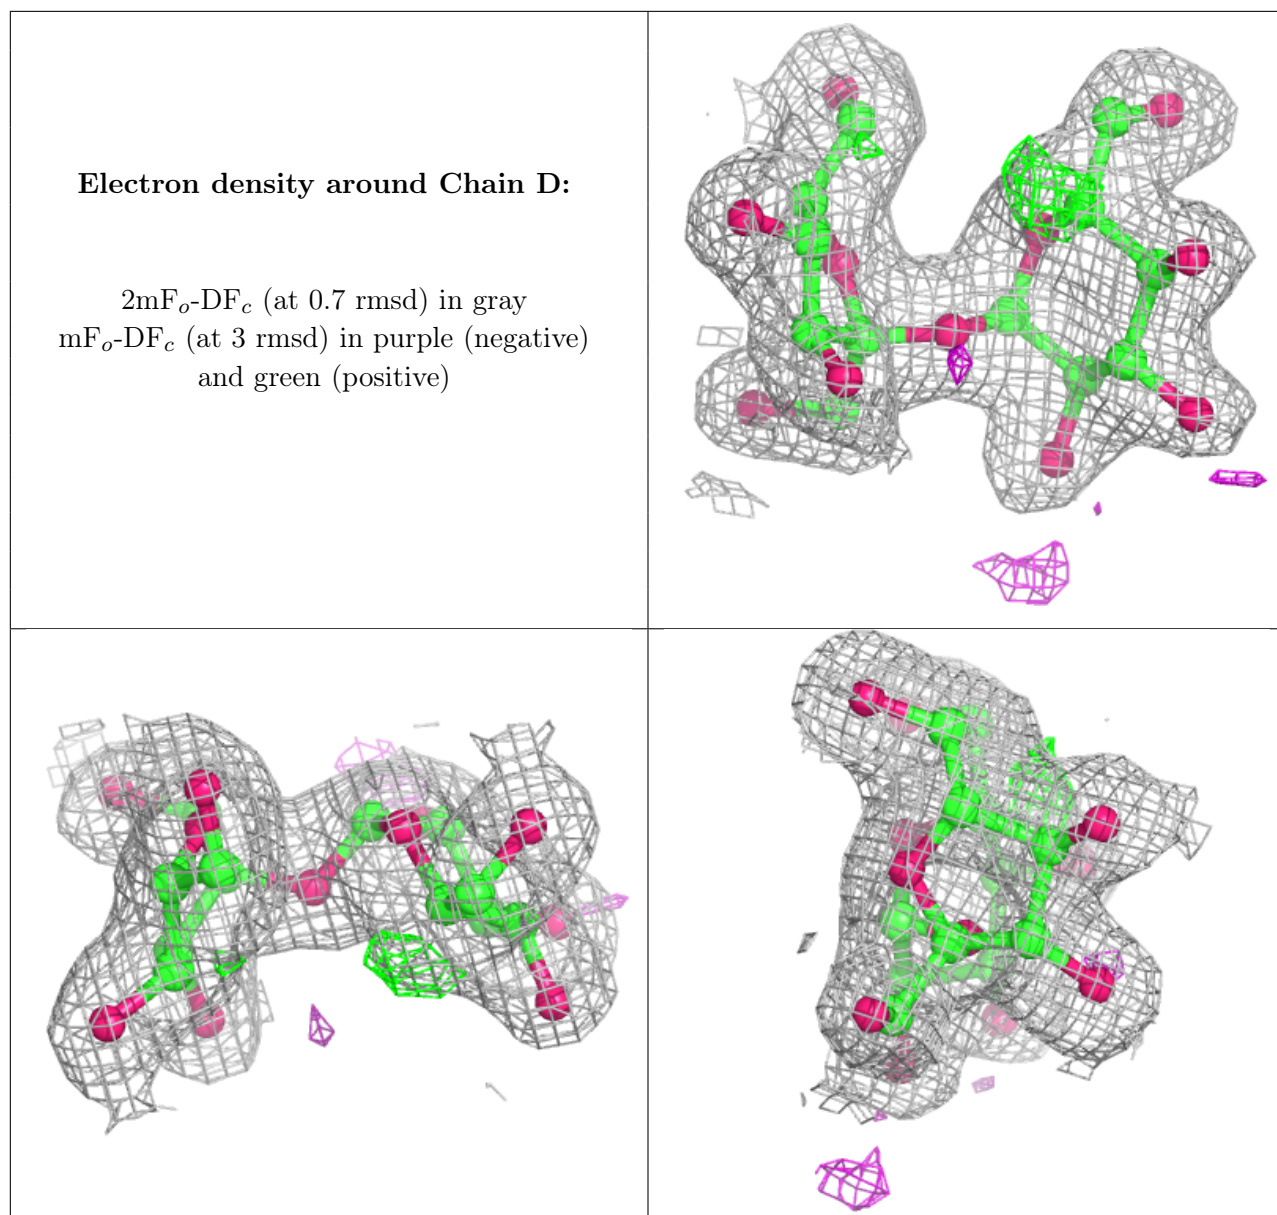 Electron density around Chain D:
2mFₒ-DF𝒸 (at 0.7 rmsd) in gray
mFₒ-DF𝒸 (at 3 rmsd) in purple (negative)
and green (positive)